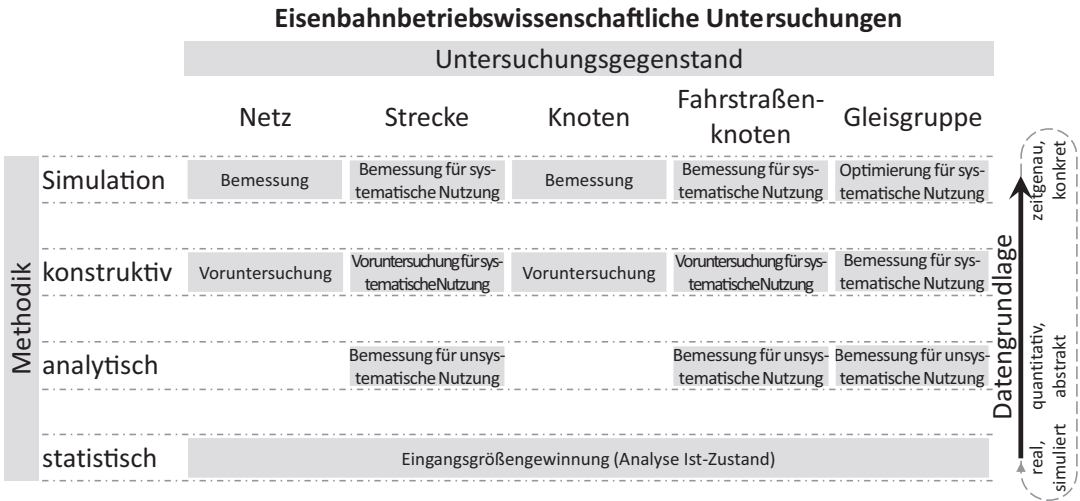 Eisenbahnbetriebswissenschaftliche Untersuchungen
Untersuchungsgegenstand
Netz
Strecke
Knoten
Fahrstraßen-
knoten
Gleisgruppe
Methodik
Simulation
Bemessung
Bemessung für sys-
tematische Nutzung
Bemessung
Bemessung für sys-
tematische Nutzung
Optimierung für sys-
tematische Nutzung
konstruktiv
Voruntersuchung
Voruntersuchung für sys-
tematische Nutzung
Voruntersuchung
Voruntersuchung für sys-
tematische Nutzung
Bemessung für sys-
tematische Nutzung
analytisch
Bemessung für unsys-
tematische Nutzung
Bemessung für unsys-
tematische Nutzung
Bemessung für unsys-
tematische Nutzung
statistisch
Eingangsgrößengewinnung (Analyse Ist-Zustand)
Datengrundlage
zeitgenau,
konkret
quantitativ,
abstrakt
real,
simuliert